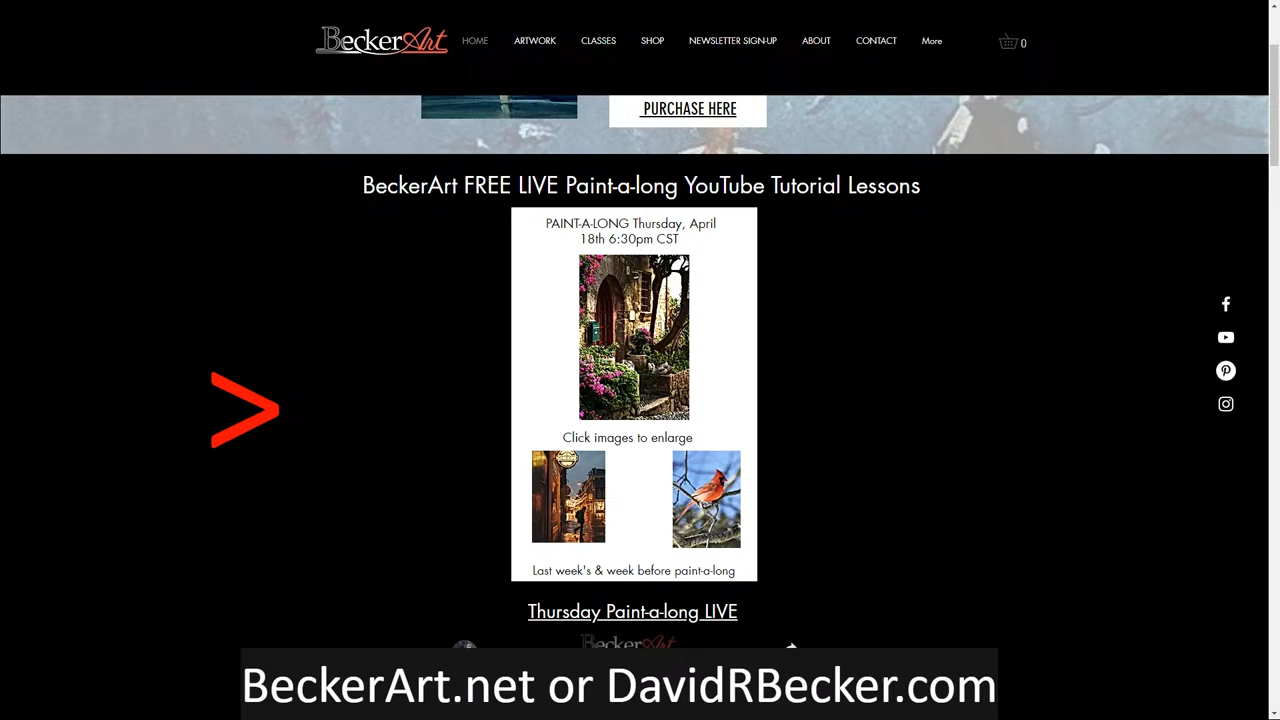 BeckerArt
HOME ARTWORK CLASSES SHOP NEWSLETTER SIGN-UP ABOUT CONTACT More 0
PURCHASE HERE
BeckerArt FREE LIVE Paint-a-long YouTube Tutorial Lessons
PAINT-A-LONG Thursday, April
18th 6:30pm CST
>
Click images to enlarge
Last week's & week before paint-a-long
Thursday Paint-a-long LIVE
BeckerArt
BeckerArt.net or DavidRBecker.com